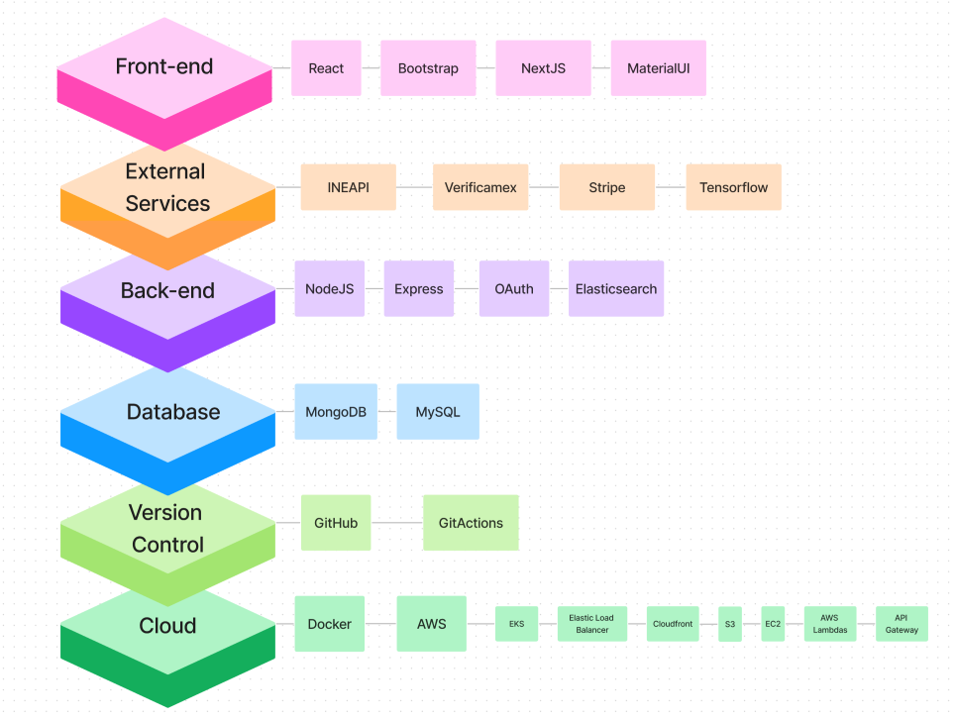 Front-end
React
Bootstrap
NextJS
MaterialUI
External
Services
INEAPI
Verificamex
Stripe
Tensorflow
Back-end
NodeJS
Express
OAuth
Elasticsearch
Database
MongoDB
MySQL
Version
Control
GitHub
GitActions
Cloud
Docker
AWS
EKS
Elastic Load
Balancer
Cloudfront
S3
EC2
AWS
Lambdas
API
Gateway